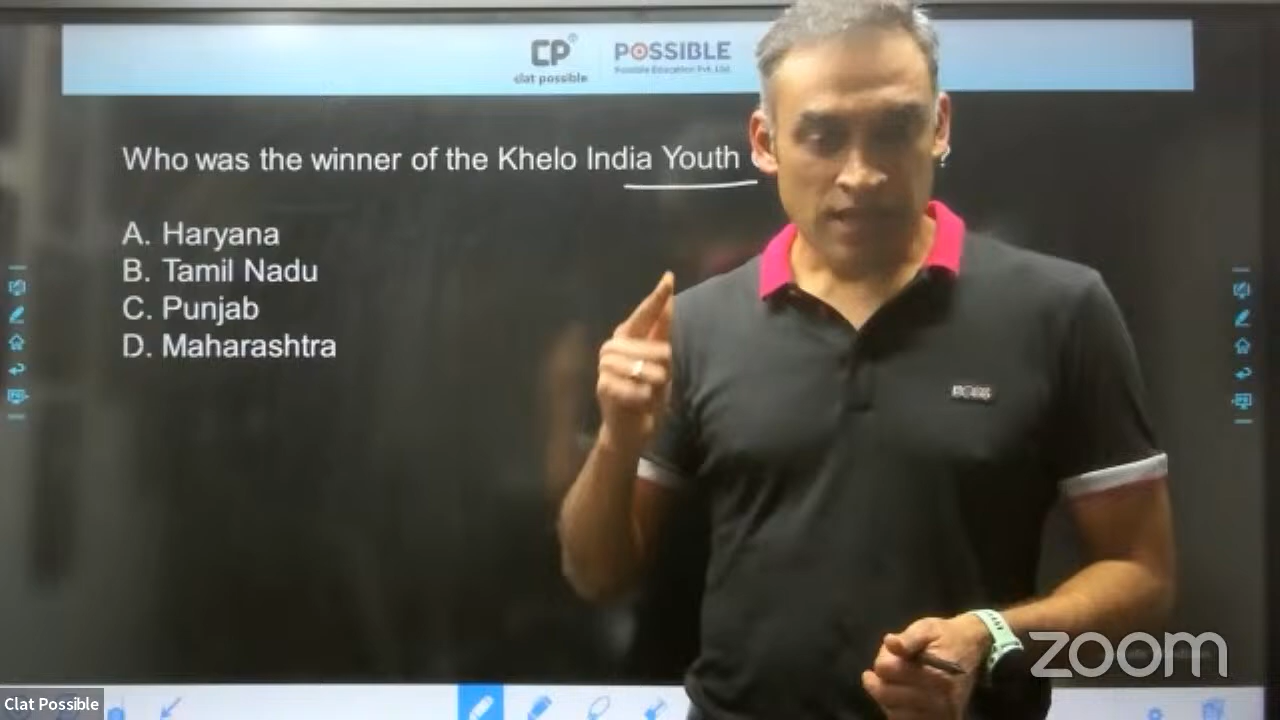 CP®
clat possible
POSSIBLE
Possible Education Pvt. Ltd.
Who was the winner of the Khelo India Youth
A. Haryana
B. Tamil Nadu
C. Punjab
D. Maharashtra
BOSS
zoom
Clat Possible